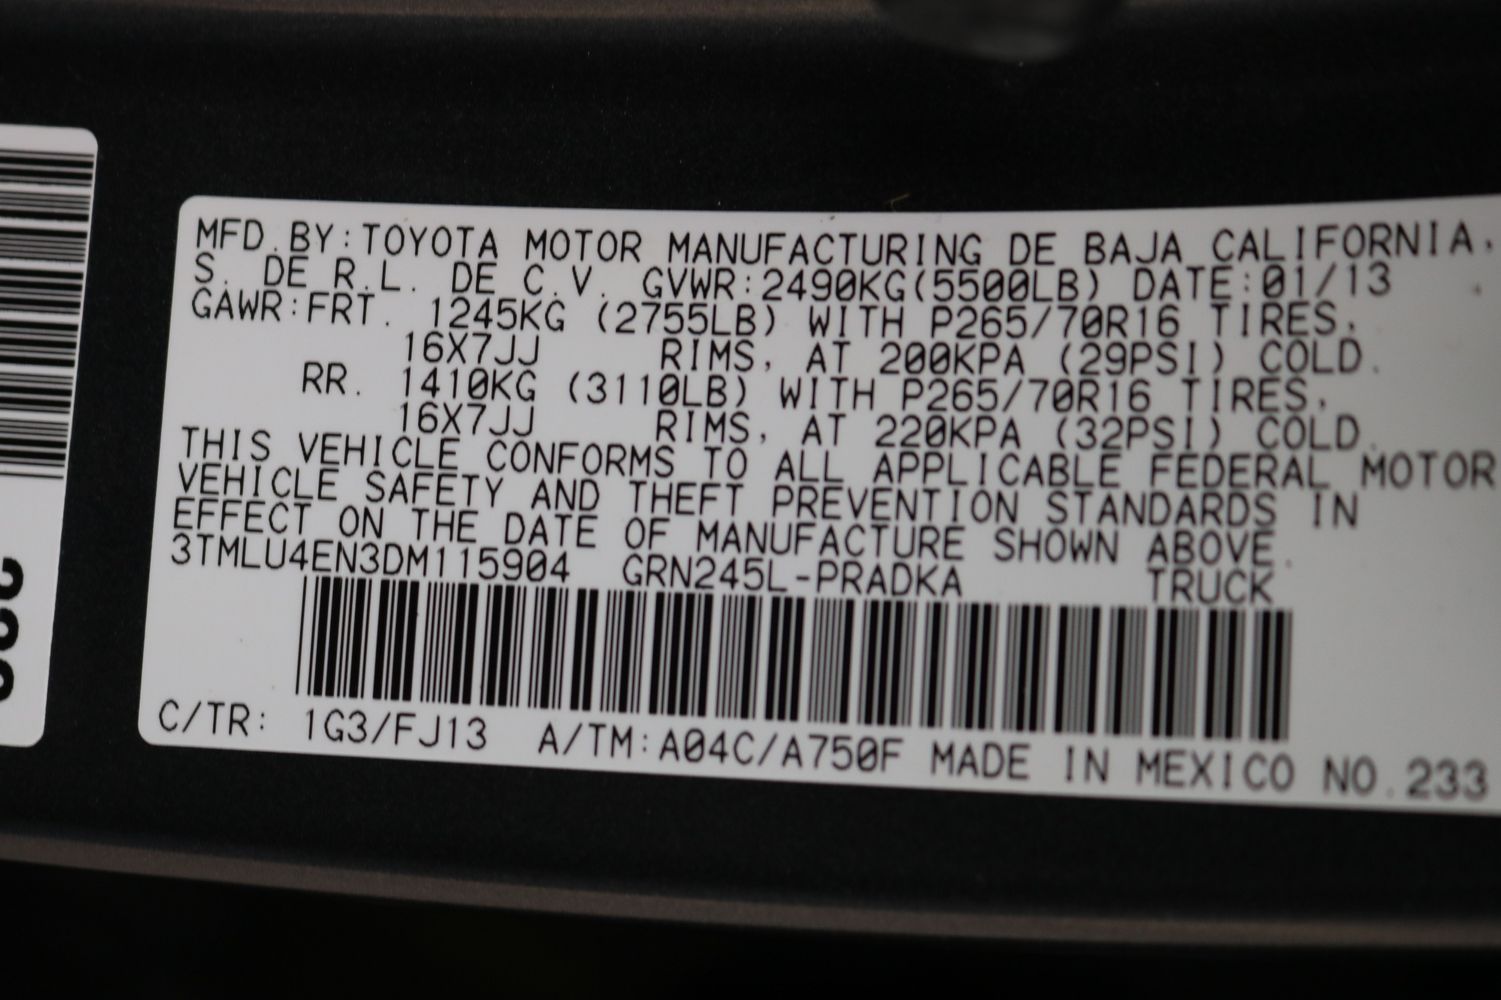 MFD.BY:TOYOTA MOTOR MANUFACTURING DE BAJA CALIFORNIA,
S. DE R.L. DE C.V. GVWR:2490KG(5500LB) DATE:01/13
GAWR:FRT. 1245KG (2755LB) WITH P265/70R16 TIRES,
16X7JJ RIMS, AT 200KPA (29PSI) COLD.
RR. 1410KG (3110LB) WITH P265/70R16 TIRES,
16X7JJ RIMS, AT 220KPA (32PSI) COLD.
THIS VEHICLE CONFORMS TO ALL APPLICABLE FEDERAL MOTOR
VEHICLE SAFETY AND THEFT PREVENTION STANDARDS IN
EFFECT ON THE DATE OF MANUFACTURE SHOWN ABOVE.
3TMLU4EN3DM115904 GRN245L-PRADKA TRUCK
C/TR: 1G3/FJ13 A/TM:A04C/A750F MADE IN MEXICO NO.233